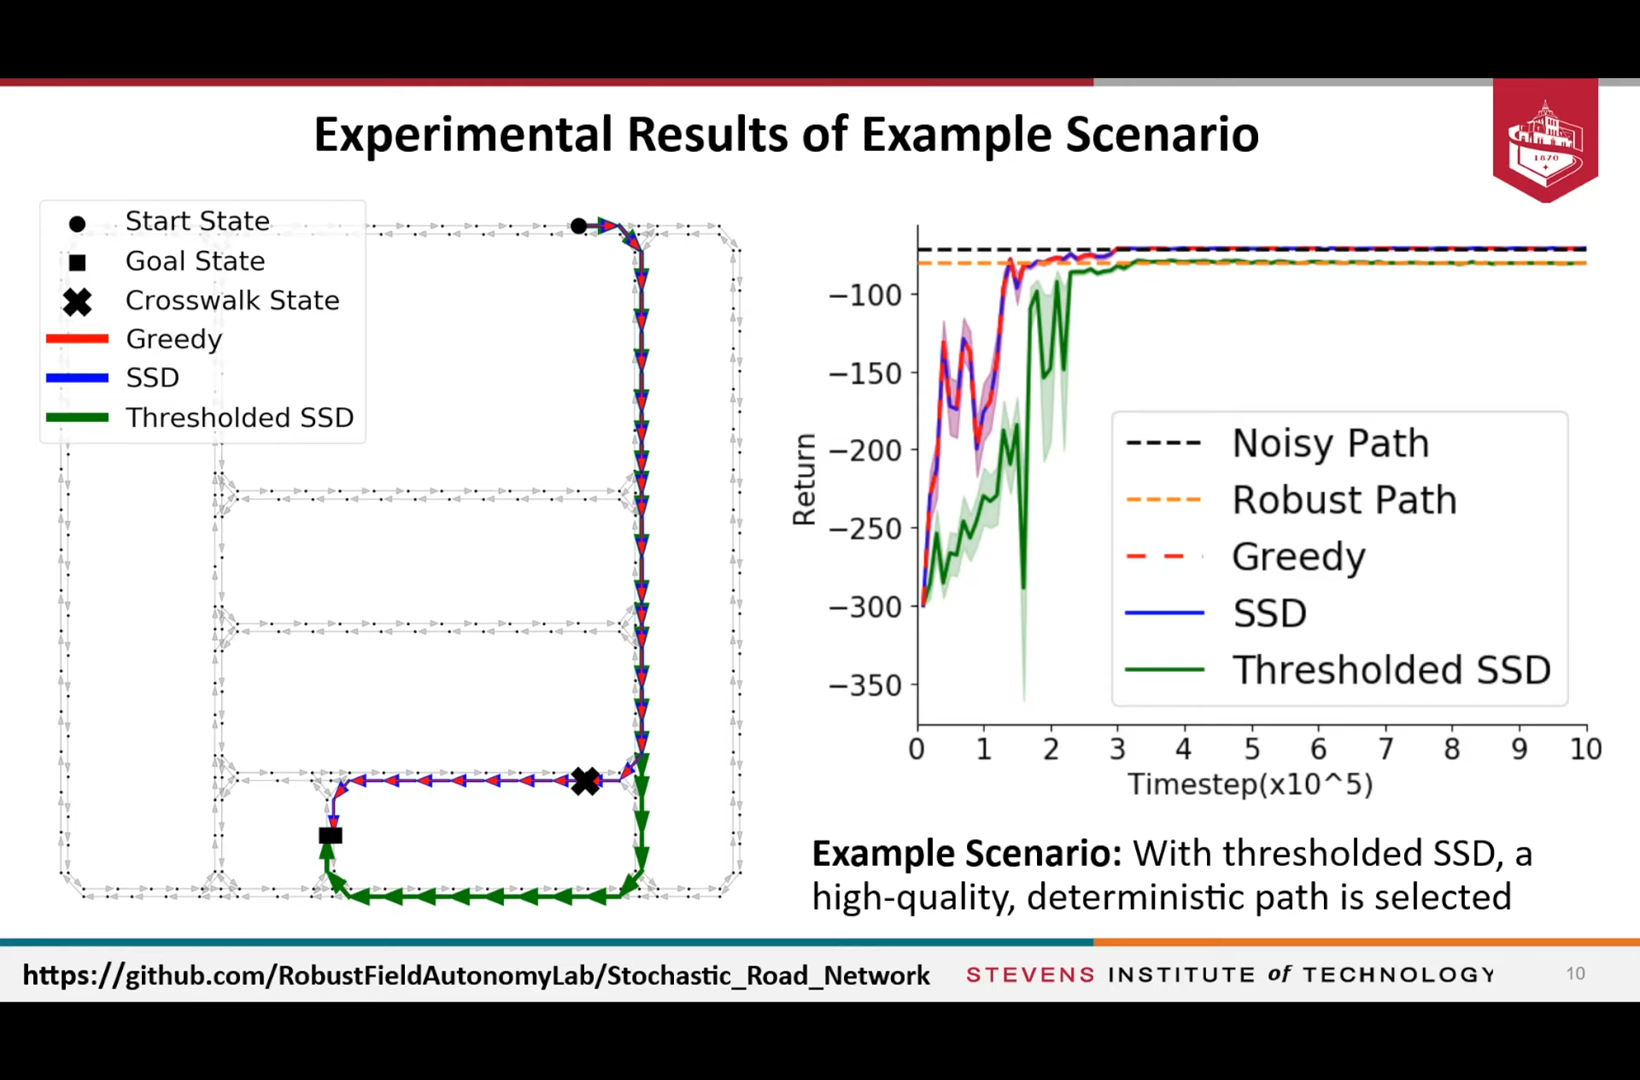 Experimental Results of Example Scenario
1870
Start State
Goal State
Crosswalk State
Greedy
SSD
Thresholded SSD
Return
−100
−150
−200
−250
−300
−350
0 1 2 3 4 5 6 7 8 9 10
Timestep(x10^5)
Noisy Path
Robust Path
Greedy
SSD
Thresholded SSD
Example Scenario: With thresholded SSD, a
high-quality, deterministic path is selected
https://github.com/RobustFieldAutonomyLab/Stochastic_Road_Network
STEVENS INSTITUTE of TECHNOLOGY
10